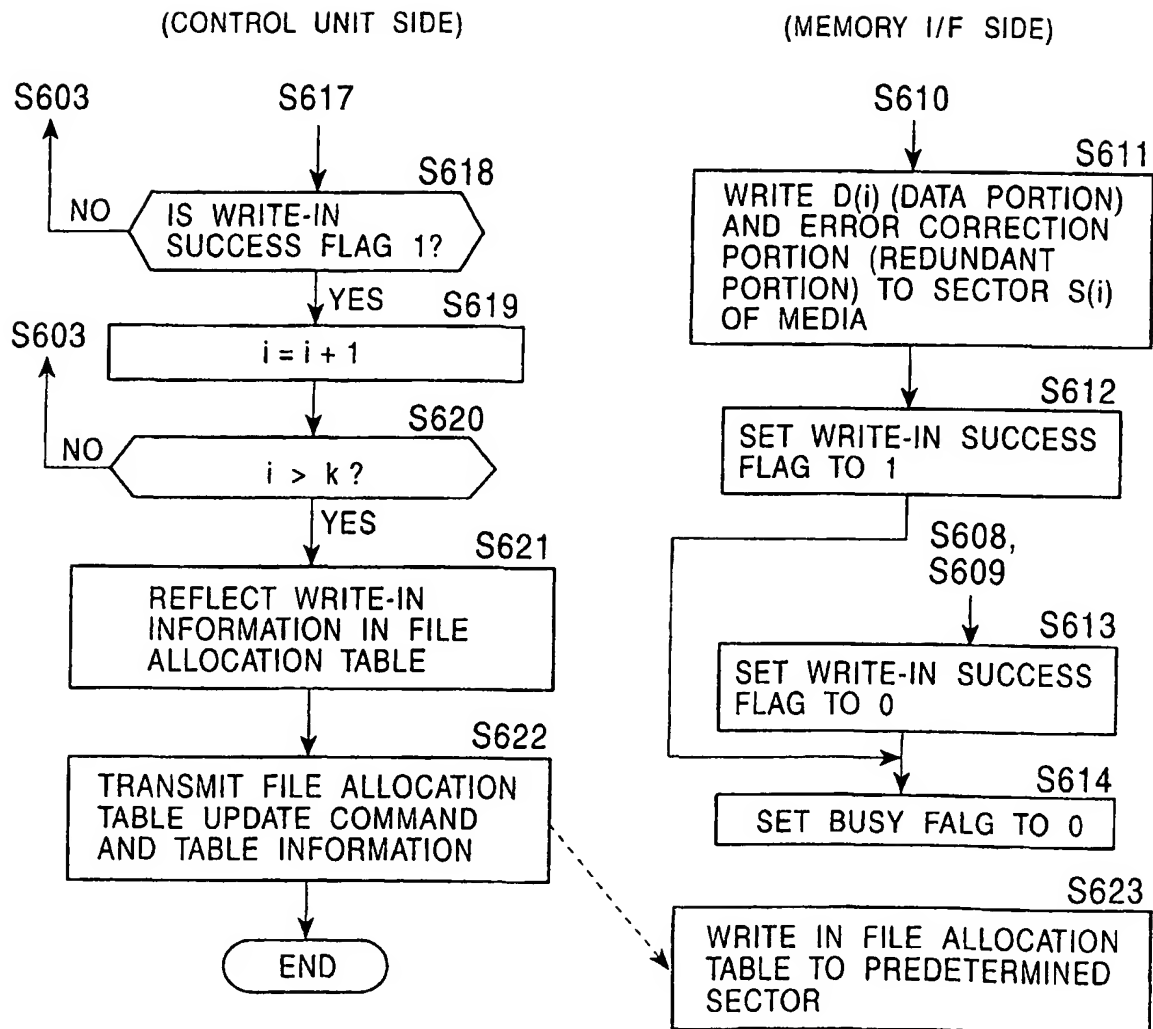 (CONTROL UNIT SIDE)
S603
S617
S618
NO
IS WRITE-IN
SUCCESS FLAG 1?
YES
S619
S603
i = i + 1
S620
NO
i > k ?
YES
S621
REFLECT WRITE-IN
INFORMATION IN FILE
ALLOCATION TABLE
S622
TRANSMIT FILE ALLOCATION
TABLE UPDATE COMMAND
AND TABLE INFORMATION
END
(MEMORY I/F SIDE)
S610
S611
WRITE D(i) (DATA PORTION)
AND ERROR CORRECTION
PORTION (REDUNDANT
PORTION) TO SECTOR S(i)
OF MEDIA
S612
SET WRITE-IN SUCCESS
FLAG TO 1
S608,
S609
S613
SET WRITE-IN SUCCESS
FLAG TO 0
S614
SET BUSY FALG TO 0
S623
WRITE IN FILE ALLOCATION
TABLE TO PREDETERMINED
SECTOR